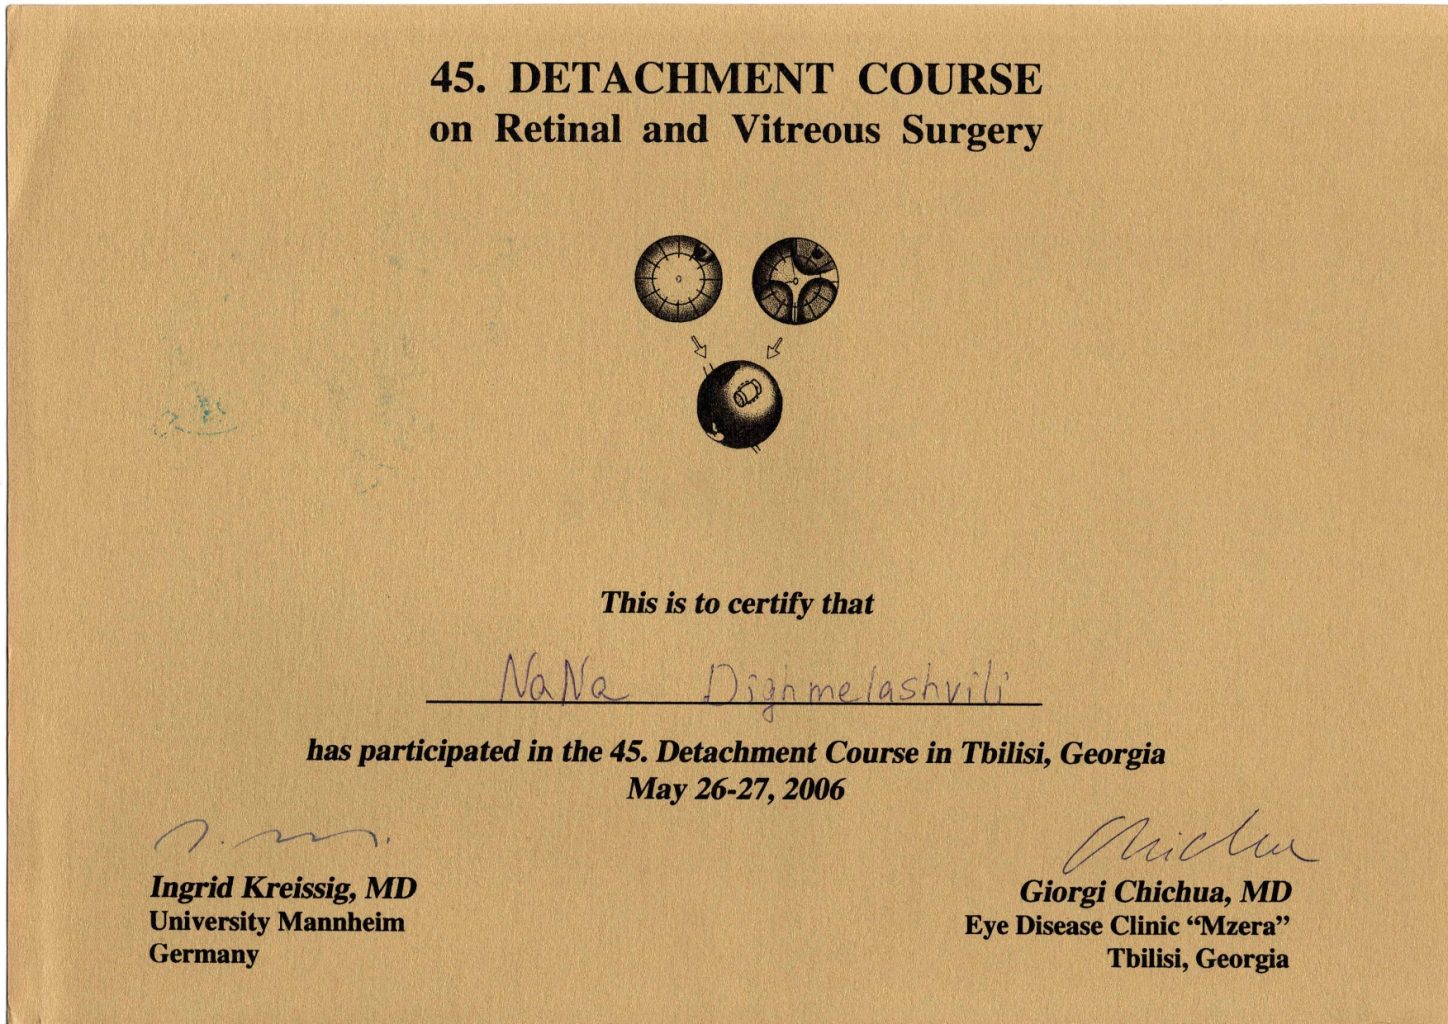 45. DETACHMENT COURSE
on Retinal and Vitreous Surgery
This is to certify that
NaNa Dighmelashvili
has participated in the 45. Detachment Course in Tbilisi, Georgia
May 26-27, 2006
Chichua
Ingrid Kreissig, MD
University Mannheim
Germany
Giorgi Chichua, MD
Eye Disease Clinic “Mzera”
Tbilisi, Georgia